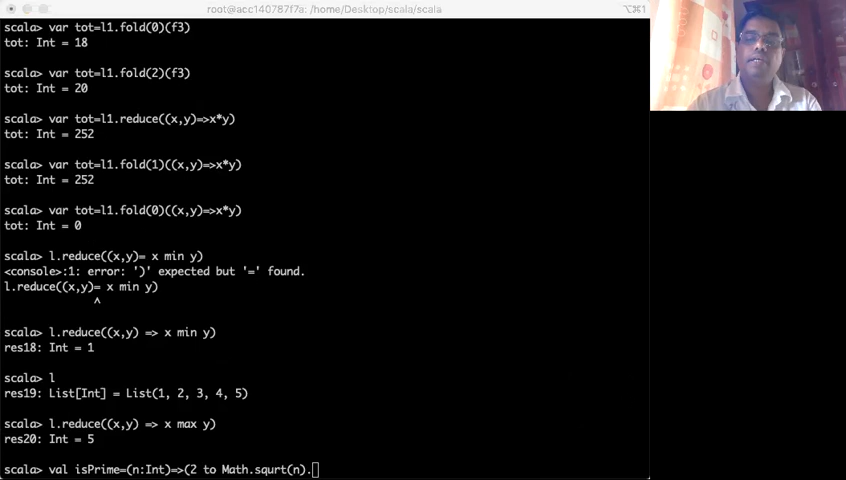 root@acc140787f7a: /home/Desktop/scala/scala
⌥⌘1
scala> var tot=l1.fold(0)(f3)
tot: Int = 18
scala> var tot=l1.fold(2)(f3)
tot: Int = 20
scala> var tot=l1.reduce((x,y)=>x*y)
tot: Int = 252
scala> var tot=l1.fold(1)((x,y)=>x*y)
tot: Int = 252
scala> var tot=l1.fold(0)((x,y)=>x*y)
tot: Int = 0
scala> l.reduce((x,y)= x min y)
<console>:1: error: ')' expected but '=' found.
l.reduce((x,y)= x min y)
^
scala> l.reduce((x,y) => x min y)
res18: Int = 1
scala> l
res19: List[Int] = List(1, 2, 3, 4, 5)
scala> l.reduce((x,y) => x max y)
res20: Int = 5
scala> val isPrime=(n:Int)=>(2 to Math.squrt(n).